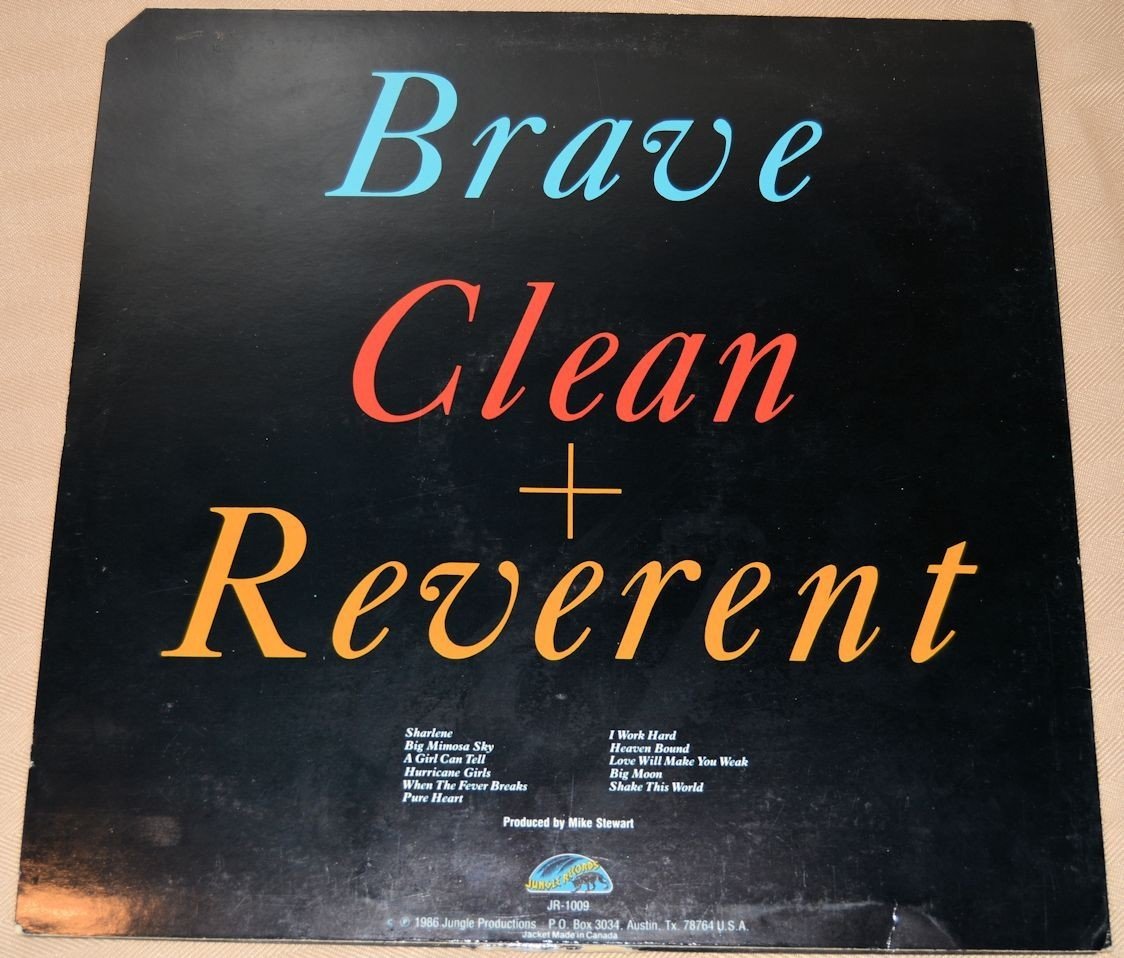 Brave
Clean
+
Reverent
Sharlene
Big Mimosa Sky
A Girl Can Tell
Hurricane Girls
When The Fever Breaks
Pure Heart
I Work Hard
Heaven Bound
Love Will Make You Weak
Big Moon
Shake This World
Produced by Mike Stewart
JUNGLE RECORDS
JR-1009
© ℗ 1986 Jungle Productions P.O. Box 3034, Austin, Tx. 78764 U.S.A.
Jacket Made in Canada